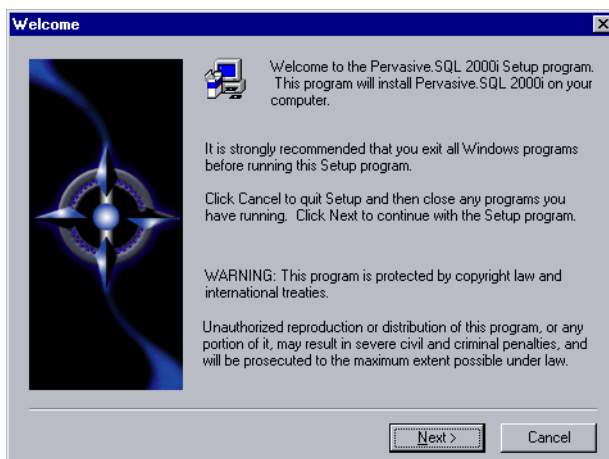 Welcome
Welcome to the Pervasive.SQL 2000i Setup program.
This program will install Pervasive.SQL 2000i on your
computer.
It is strongly recommended that you exit all Windows programs
before running this Setup program.
Click Cancel to quit Setup and then close any programs you
have running. Click Next to continue with the Setup program.
WARNING: This program is protected by copyright law and
international treaties.
Unauthorized reproduction or distribution of this program, or any
portion of it, may result in severe civil and criminal penalties, and
will be prosecuted to the maximum extent possible under law.
Next >
Cancel